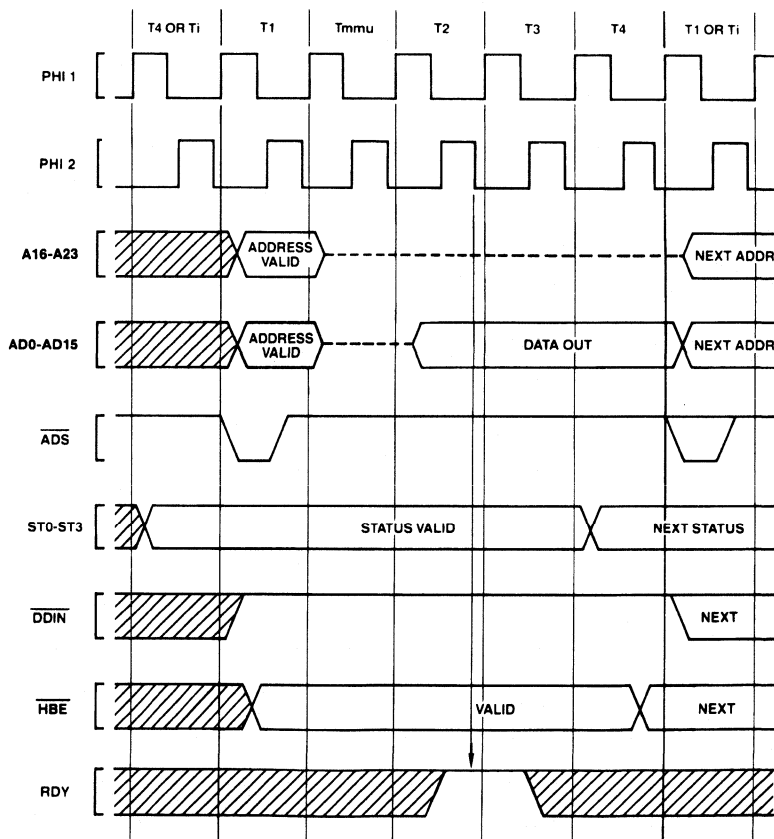 T4 OR Ti T1 Tmmu T2 T3 T4 T1 OR Ti
PHI 1
PHI 2
A16-A23 ADDRESS VALID NEXT ADDR
AD0-AD15 ADDRESS VALID DATA OUT NEXT ADDR
ADS
ST0-ST3 STATUS VALID NEXT STATUS
DDIN NEXT
HBE VALID NEXT
RDY